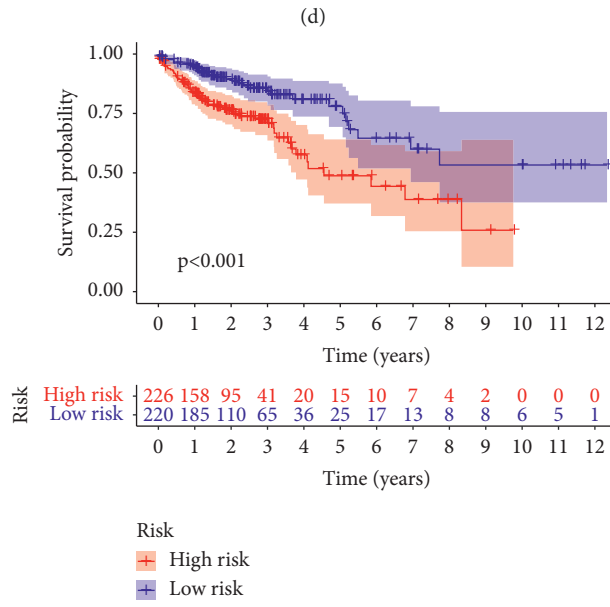 (d)
1.00
0.75
0.50
0.25
0.00
Survival probability
p<0.001
0 1 2 3 4 5 6 7 8 9 10 11 12
Time (years)
Risk
High risk 226 158 95 41 20 15 10 7 4 2 0 0 0
Low risk 220 185 110 65 36 25 17 13 8 8 6 5 1
0 1 2 3 4 5 6 7 8 9 10 11 12
Time (years)
Risk
High risk
Low risk